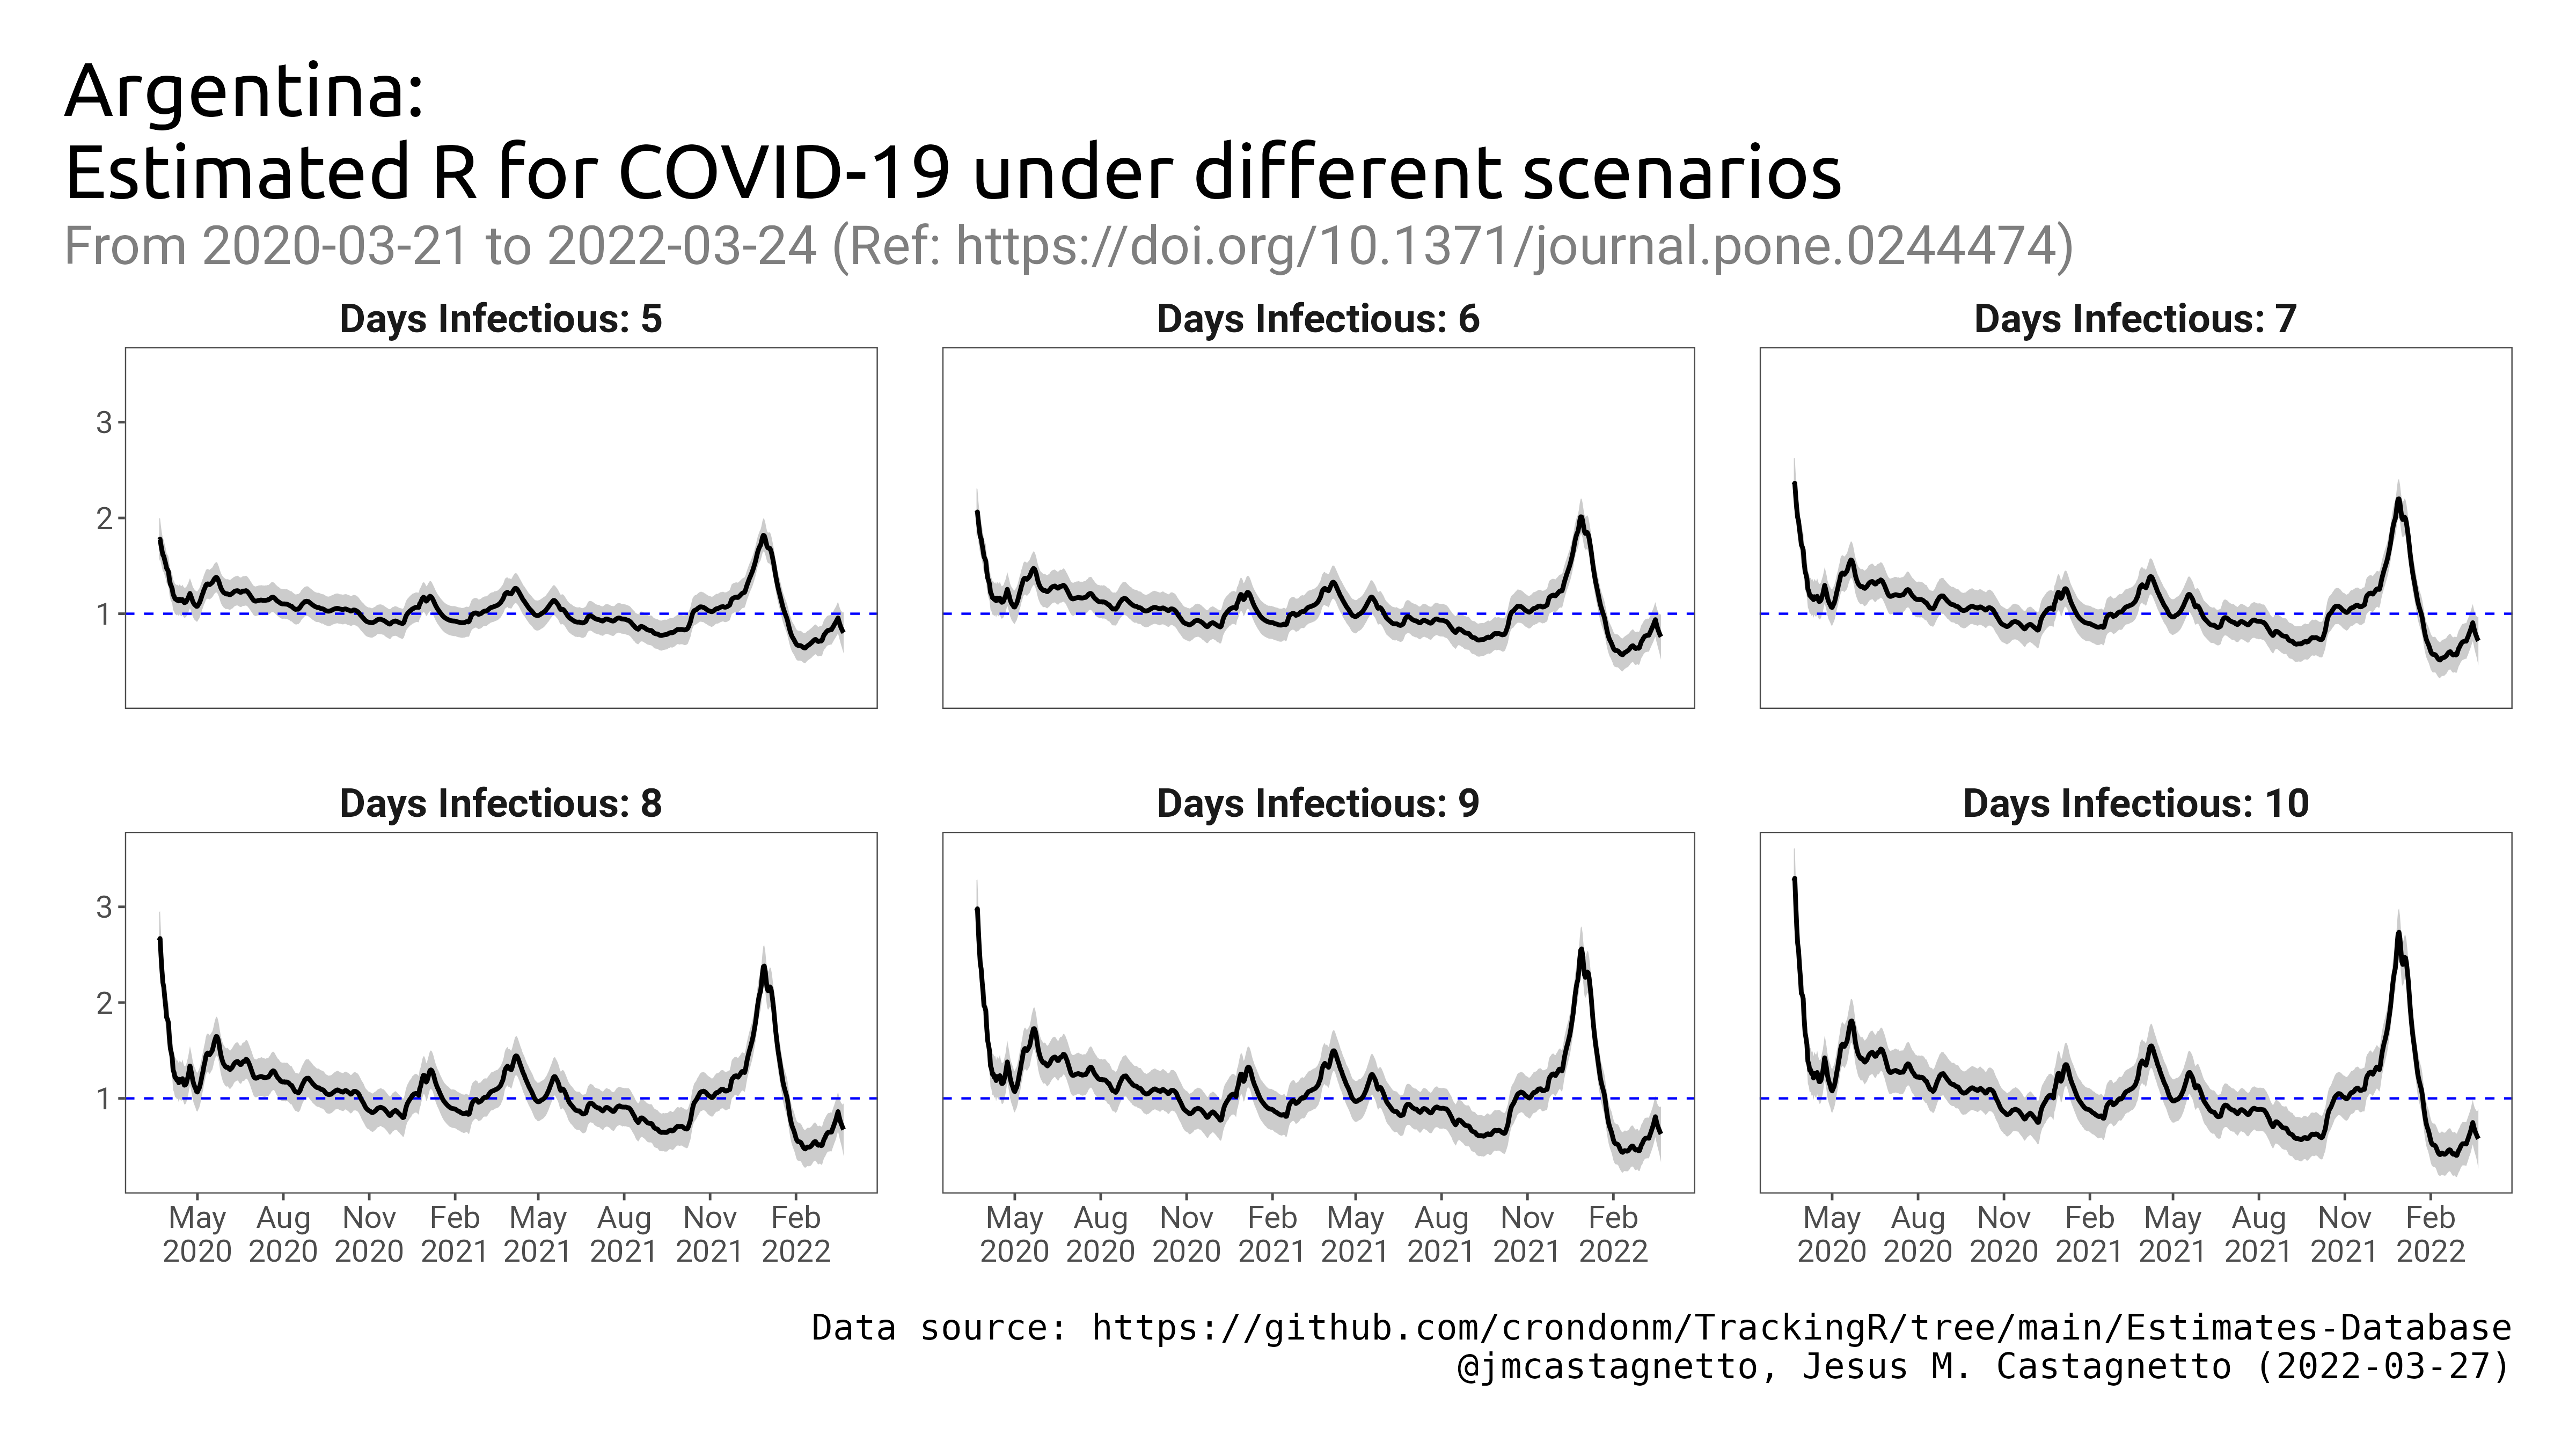 Argentina:
Estimated R for COVID-19 under different scenarios
From 2020-03-21 to 2022-03-24 (Ref: https://doi.org/10.1371/journal.pone.0244474)
Days Infectious: 5
Days Infectious: 6
Days Infectious: 7
3
2
1
Days Infectious: 8
Days Infectious: 9
Days Infectious: 10
3
2
1
May Aug Nov Feb May Aug Nov Feb
2020 2020 2020 2021 2021 2021 2021 2022
May Aug Nov Feb May Aug Nov Feb
2020 2020 2020 2021 2021 2021 2021 2022
May Aug Nov Feb May Aug Nov Feb
2020 2020 2020 2021 2021 2021 2021 2022
Data source: https://github.com/crondonm/TrackingR/tree/main/Estimates-Database
@jmcastagnetto, Jesus M. Castagnetto (2022-03-27)